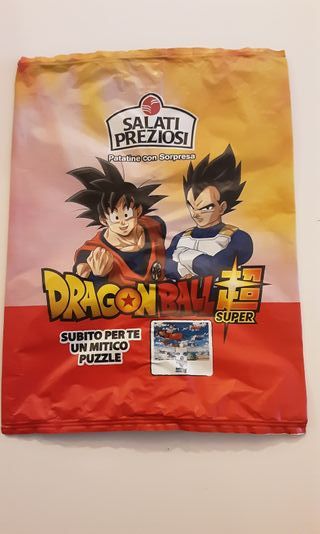 SALATI
PREZIOSI
Patatine con Sorpresa
DRAGON BALL 超
SUPER
SUBITO PER TE
UN MITICO
PUZZLE